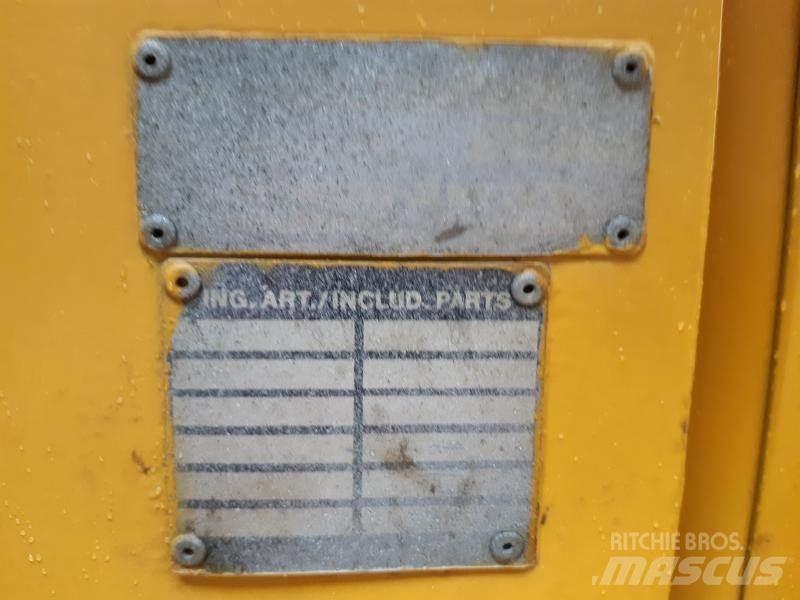 ING. ART./INCLUD. PARTS
RITCHIE BROS.
MASCUS